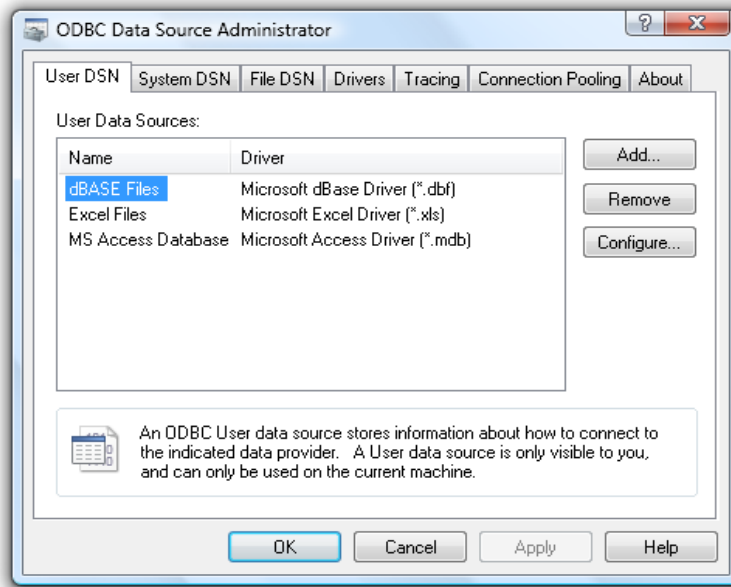 ODBC Data Source Administrator
User DSN System DSN File DSN Drivers Tracing Connection Pooling About
User Data Sources:
Name Driver
dBASE Files Microsoft dBase Driver (*.dbf)
Excel Files Microsoft Excel Driver (*.xls)
MS Access Database Microsoft Access Driver (*.mdb)
Add...
Remove
Configure...
An ODBC User data source stores information about how to connect to
the indicated data provider. A User data source is only visible to you,
and can only be used on the current machine.
OK Cancel Apply Help